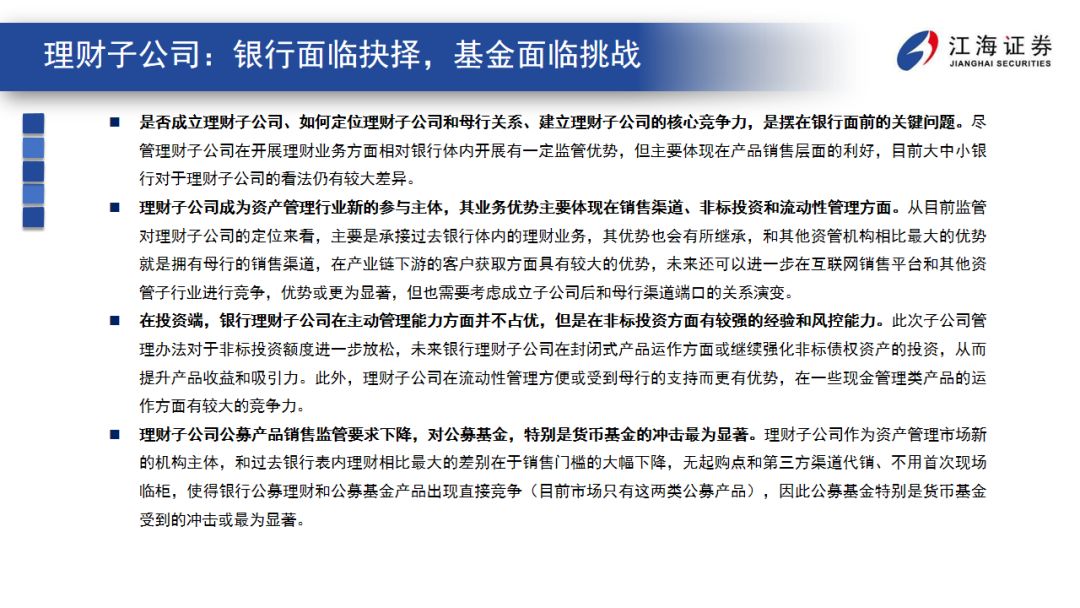 理财子公司：银行面临抉择，基金面临挑战
江海证券
JIANGHAI SECURITIES
■ 是否成立理财子公司、如何定位理财子公司和母行关系、建立理财子公司的核心竞争力，是摆在银行面前的关键问题。尽
管理财子公司在开展理财业务方面相对银行体内开展有一定监管优势，但主要体现在产品销售层面的利好，目前大中小银
行对于理财子公司的看法仍有较大差异。
■ 理财子公司成为资产管理行业新的参与主体，其业务优势主要体现在销售渠道、非标投资和流动性管理方面。从目前监管
对理财子公司的定位来看，主要是承接过去银行体内的理财业务，其优势也会有所继承，和其他资管机构相比最大的优势
就是拥有母行的销售渠道，在产业链下游的客户获取方面具有较大的优势，未来还可以进一步在互联网销售平台和其他资
管子行业进行竞争，优势或更为显著，但也需要考虑成立子公司后和母行渠道端口的关系演变。
■ 在投资端，银行理财子公司在主动管理能力方面并不占优，但是在非标投资方面有较强的经验和风控能力。此次子公司管
理办法对于非标投资额度进一步放松，未来银行理财子公司在封闭式产品运作方面或继续强化非标债权资产的投资，从而
提升产品收益和吸引力。此外，理财子公司在流动性管理方便或受到母行的支持而更有优势，在一些现金管理类产品的运
作方面有较大的竞争力。
■ 理财子公司公募产品销售监管要求下降，对公募基金，特别是货币基金的冲击最为显著。理财子公司作为资产管理市场新
的机构主体，和过去银行表内理财相比最大的差别在于销售门槛的大幅下降，无起购点和第三方渠道代销、不用首次现场
临柜，使得银行公募理财和公募基金产品出现直接竞争（目前市场只有这两类公募产品），因此公募基金特别是货币基金
受到的冲击或最为显著。